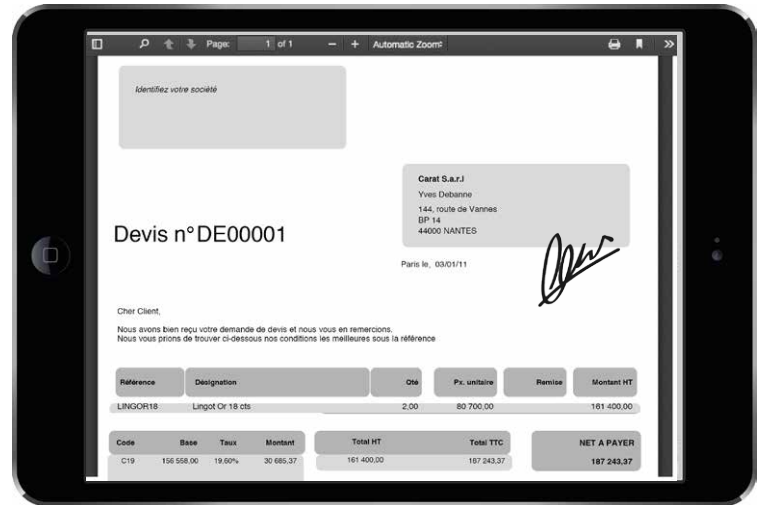 Page: 1 of 1 − + Automatic Zoom
Identifiez votre société
Carat S.a.r.l
Yves Debanne
144, route de Vannes
BP 14
44000 NANTES
Devis n° DE00001
Paris le, 03/01/11
Cher Client,
Nous avons bien reçu votre demande de devis et nous vous en remercions.
Nous vous prions de trouver ci-dessous nos conditions les meilleures sous la référence
Référence Désignation Qté Px. unitaire Remise Montant HT
LINGOR18 Lingot Or 18 cts 2,00 80 700,00 161 400,00
Code Base Taux Montant Total HT Total TTC NET A PAYER
C19 156 558,00 19,60% 30 685,37 161 400,00 187 243,37 187 243,37